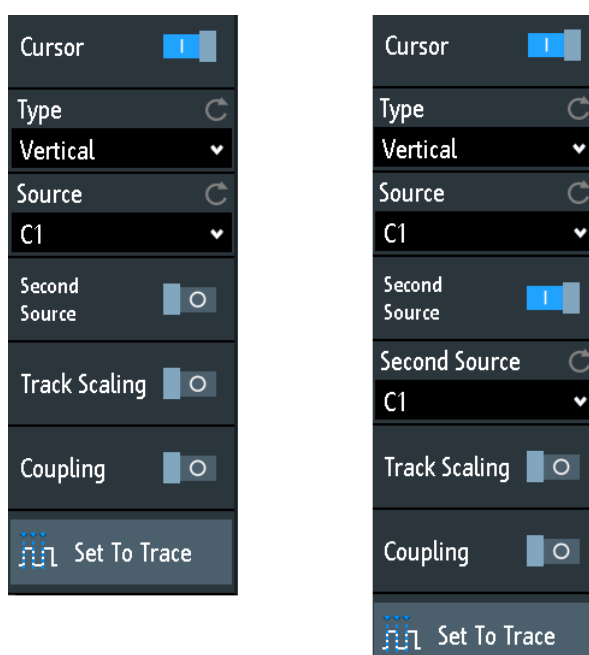 Cursor
Type
Vertical
Source
C1
Second
Source
Track Scaling
Coupling
Set To Trace
Cursor
Type
Vertical
Source
C1
Second
Source
Second Source
C1
Track Scaling
Coupling
Set To Trace